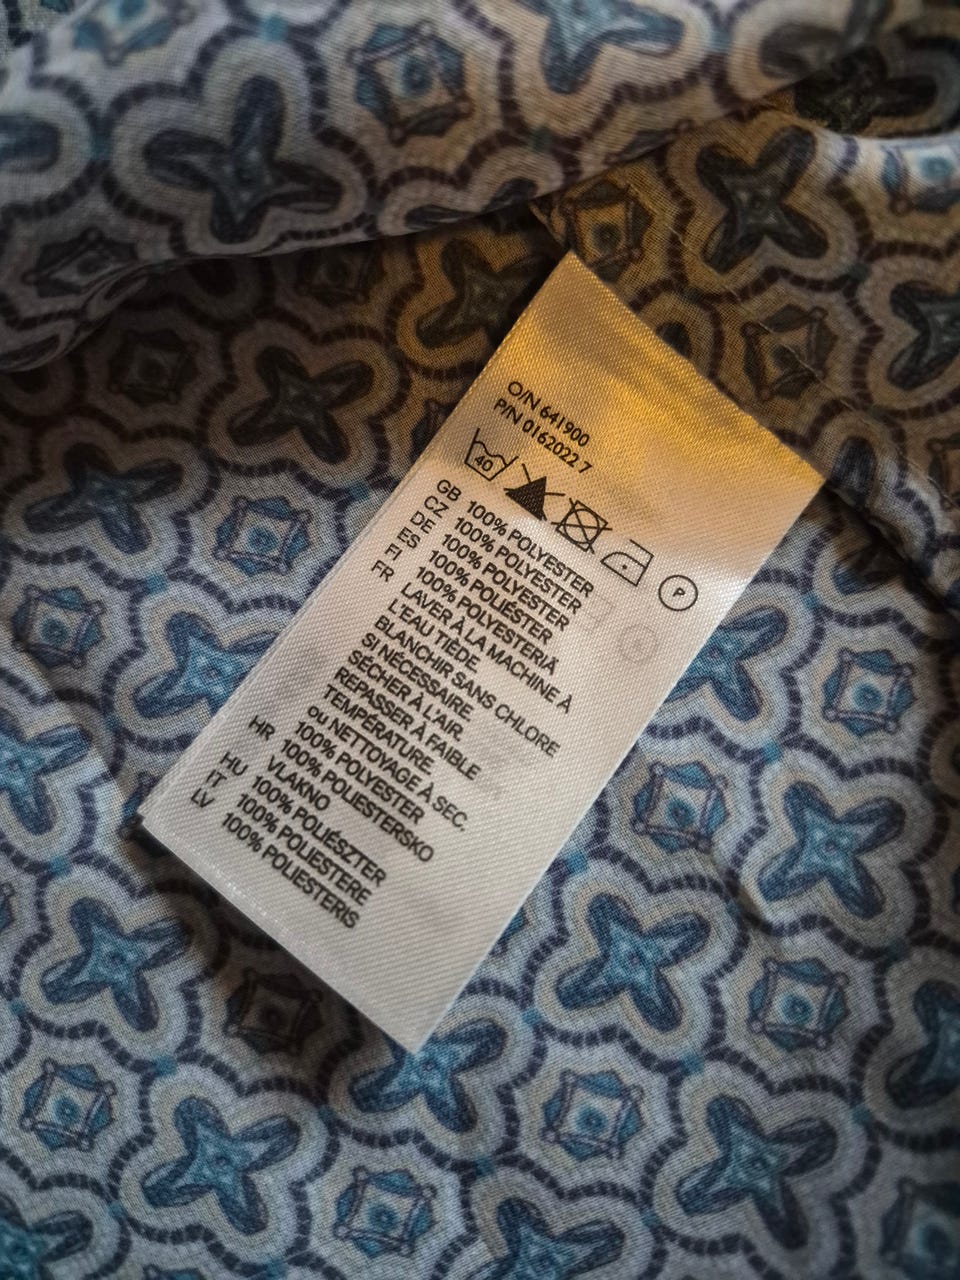 O/N 641900
P/N 0162022 7
40
P
GB 100% POLYESTER
CZ 100% POLYESTER
DE 100% POLYESTER
ES 100% POLIÉSTER
FI 100% POLYESTERIÄ
FR LAVER À LA MACHINE À
L'EAU TIÈDE
BLANCHIR SANS CHLORE
SI NÉCESSAIRE.
SÉCHER À L'AIR.
REPASSER À FAIBLE
TEMPÉRATURE.
ou NETTOYAGE À SEC.
100% POLYESTER
HR 100% POLIESTERSKO
VLAKNO
HU 100% POLIÉSZTER
IT 100% POLIESTERE
LV 100% POLIESTERIS